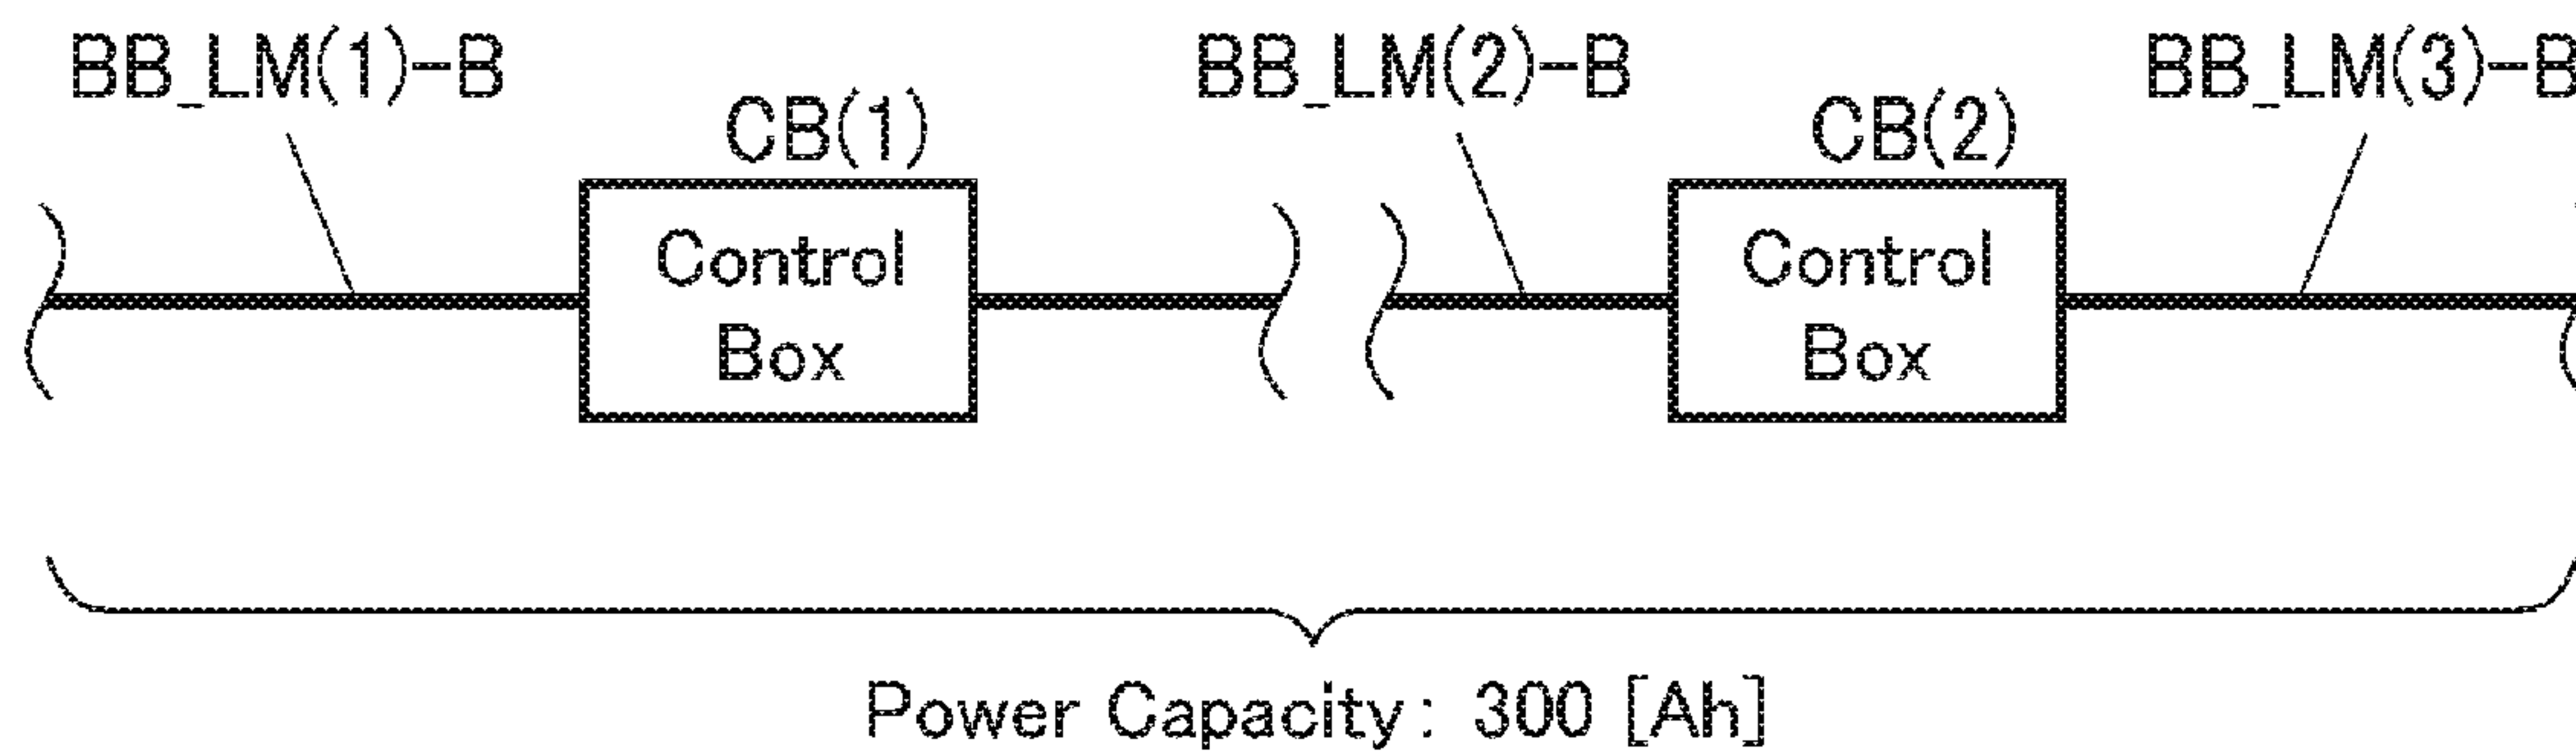 BB_LM(1)-B
CB(1)
BB_LM(2)-B
CB(2)
BB_LM(3)-B
Control
Box
Control
Box
Power Capacity: 300 [Ah]